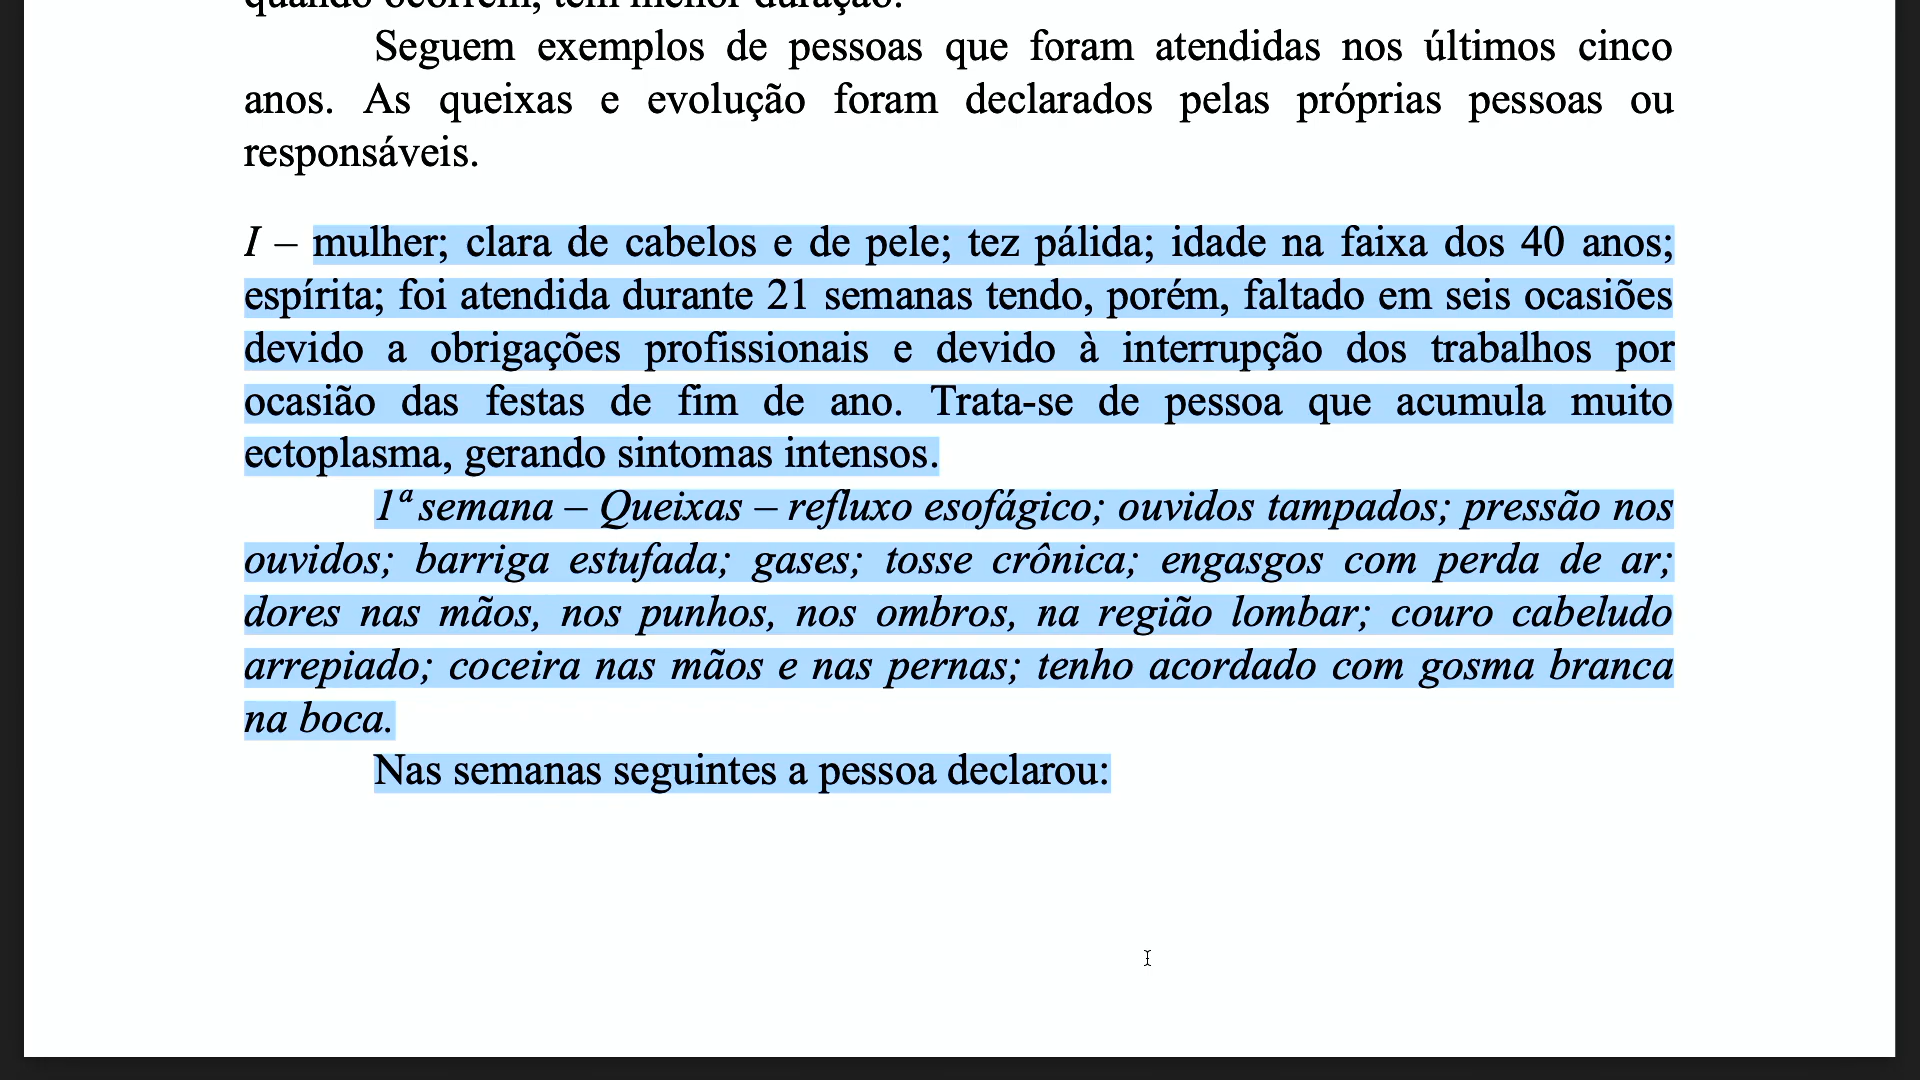 quando ocorrem, têm menor duração.
Seguem exemplos de pessoas que foram atendidas nos últimos cinco
anos. As queixas e evolução foram declarados pelas próprias pessoas ou
responsáveis.
I – mulher; clara de cabelos e de pele; tez pálida; idade na faixa dos 40 anos;
espírita; foi atendida durante 21 semanas tendo, porém, faltado em seis ocasiões
devido a obrigações profissionais e devido à interrupção dos trabalhos por
ocasião das festas de fim de ano. Trata-se de pessoa que acumula muito
ectoplasma, gerando sintomas intensos.
1ª semana – Queixas – refluxo esofágico; ouvidos tampados; pressão nos
ouvidos; barriga estufada; gases; tosse crônica; engasgos com perda de ar;
dores nas mãos, nos punhos, nos ombros, na região lombar; couro cabeludo
arrepiado; coceira nas mãos e nas pernas; tenho acordado com gosma branca
na boca.
Nas semanas seguintes a pessoa declarou: